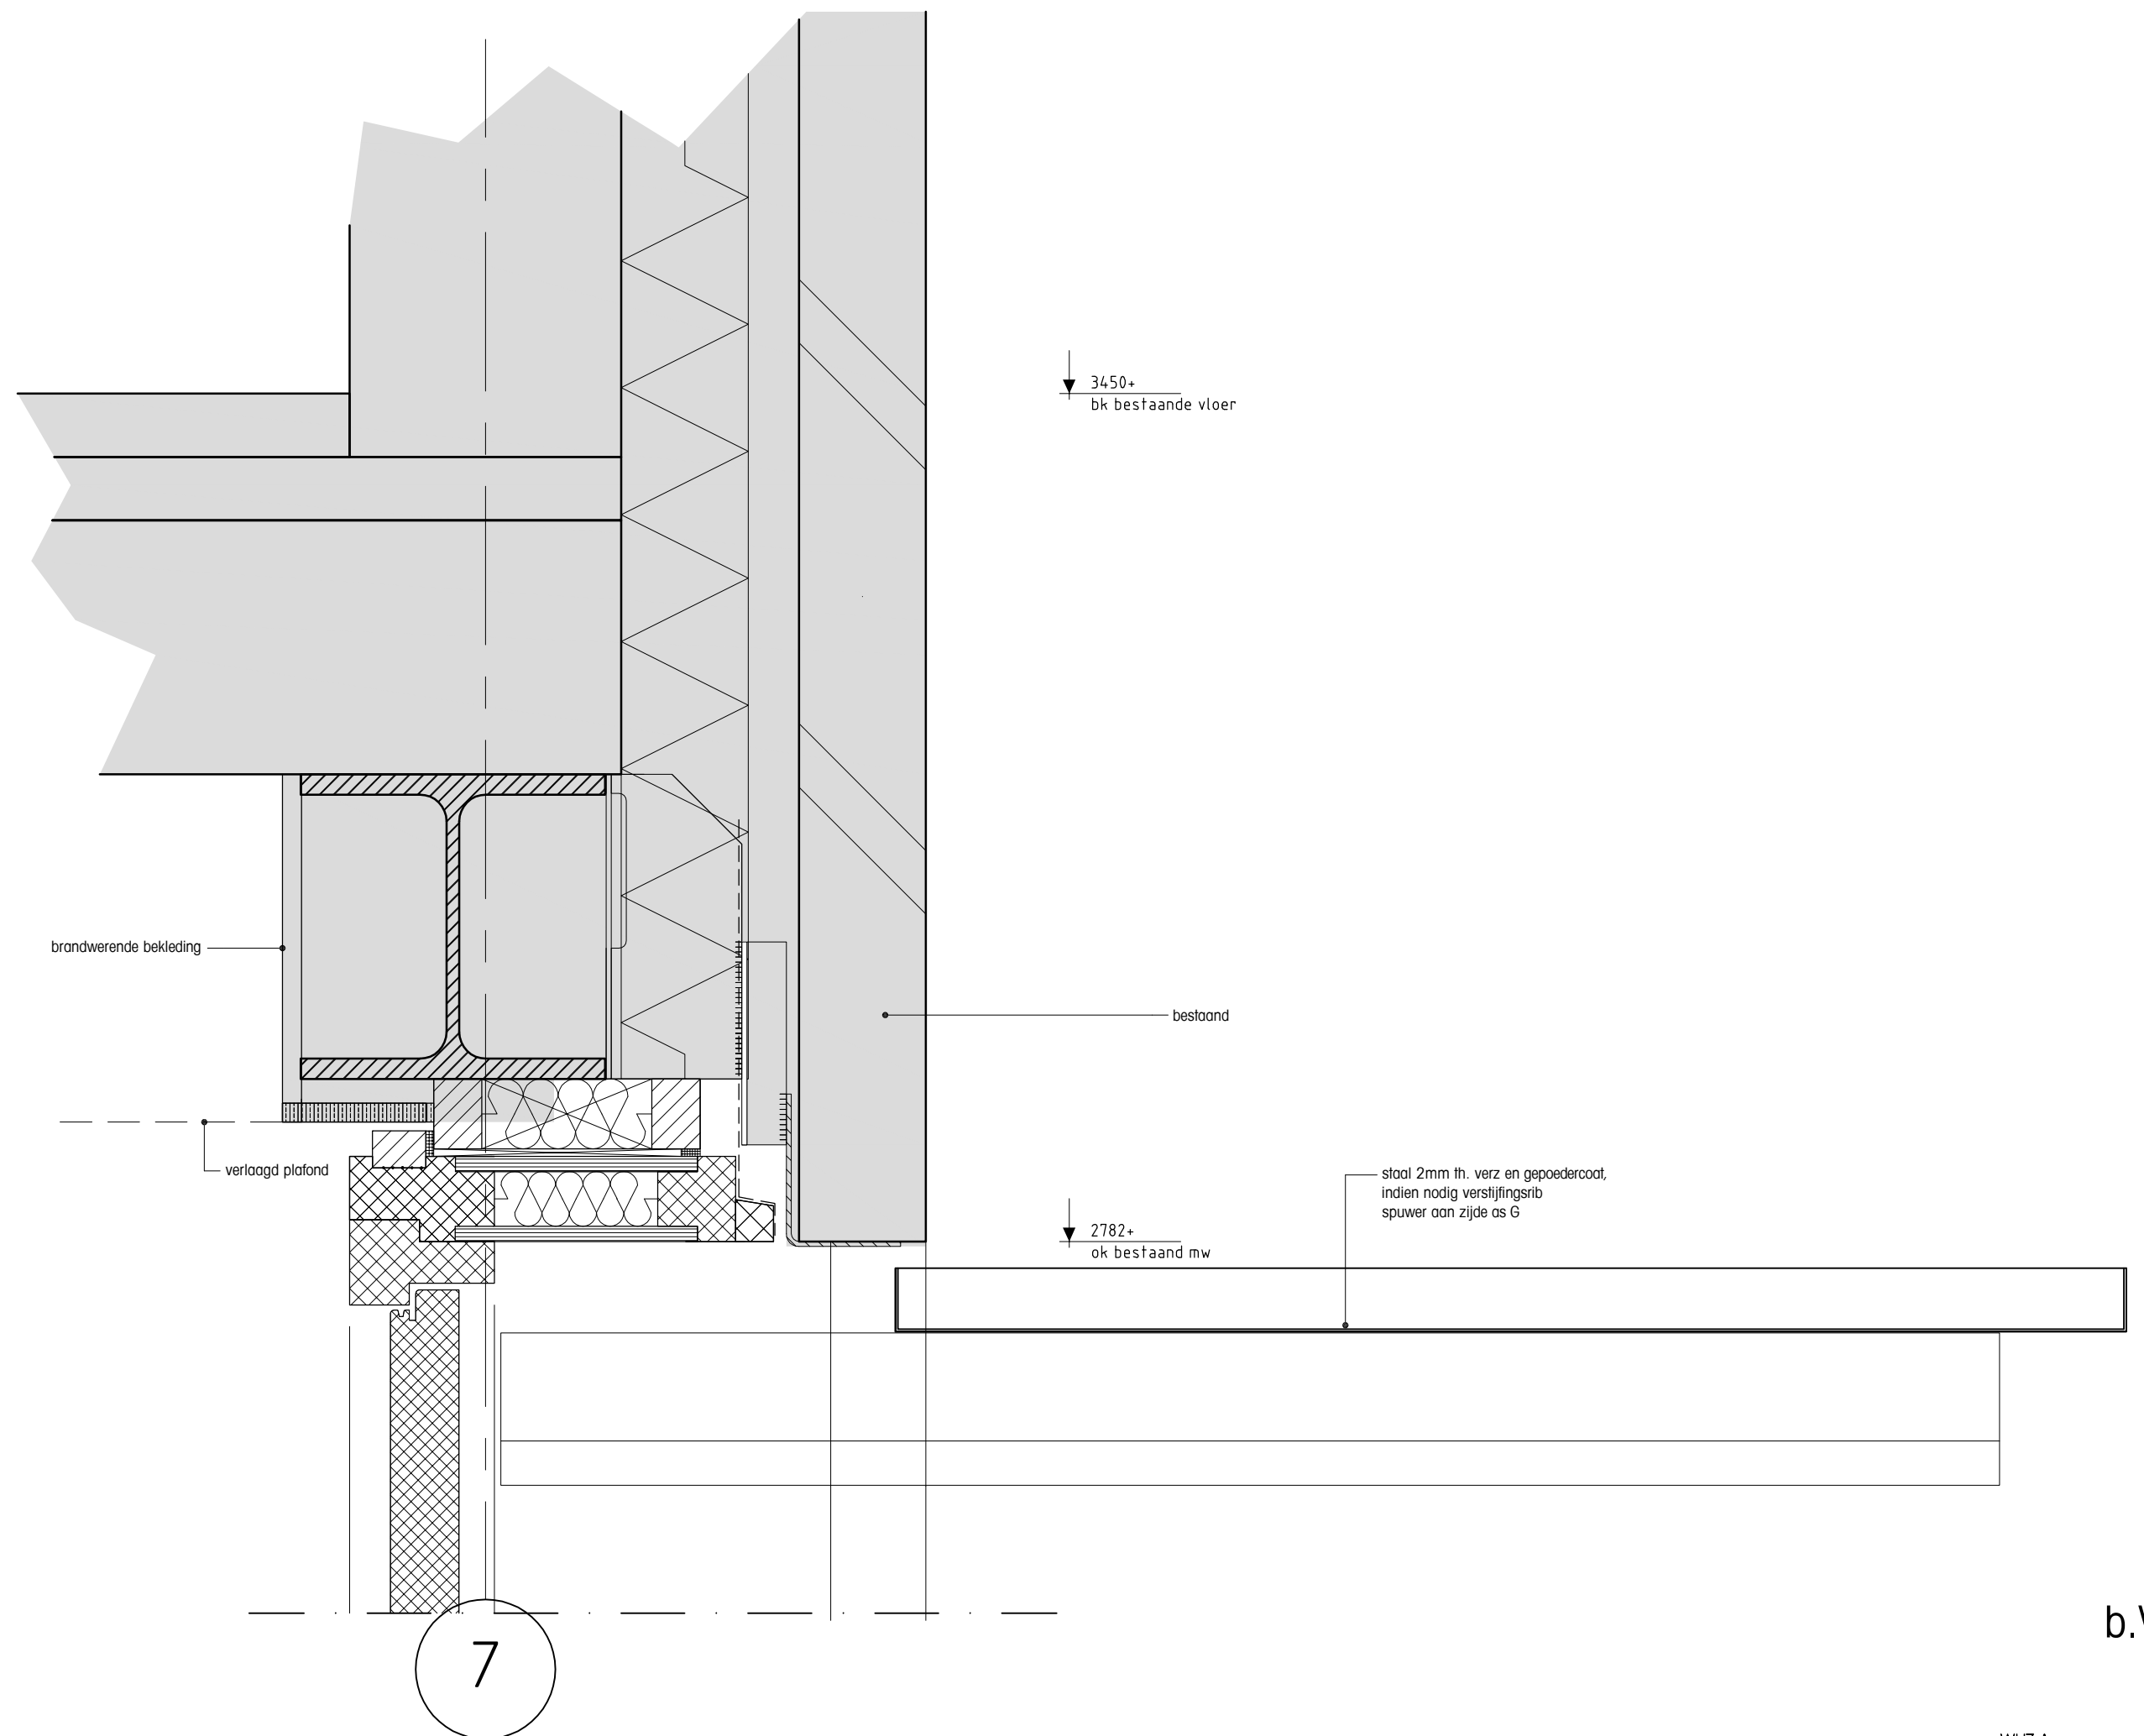 3450+
bk bestaande vloer
brandwerende bekleding
bestaand
verlaagd plafond
staal 2mm th. verz en gepoedercoat,
indien nodig verstijfingsrib
spuwer aan zijde as G
2782+
ok bestaand mw
b.
7